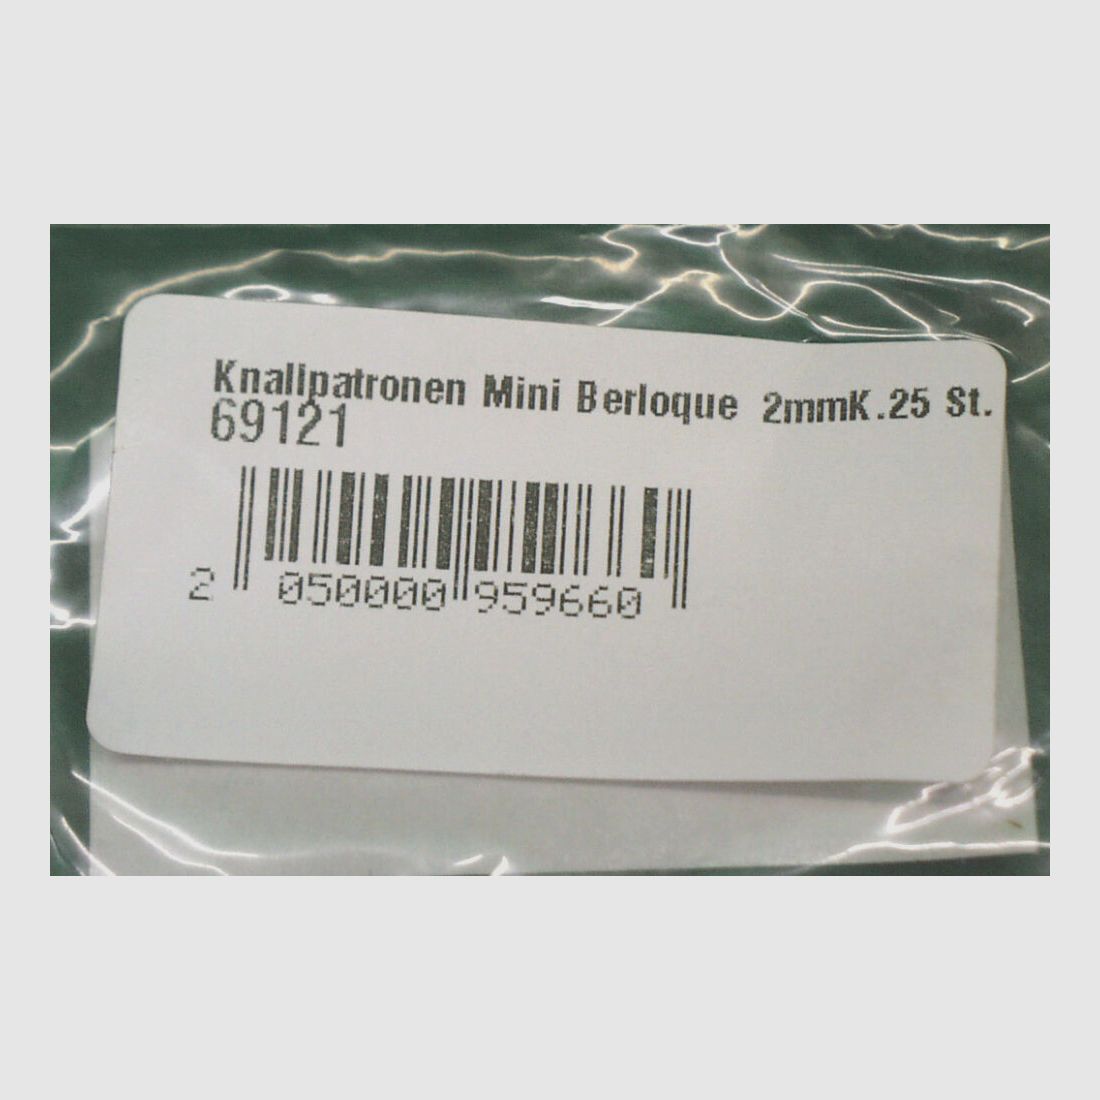 Knallpatronen Mini Berloque 2mmK.25 St.
69121
2 050000 959660